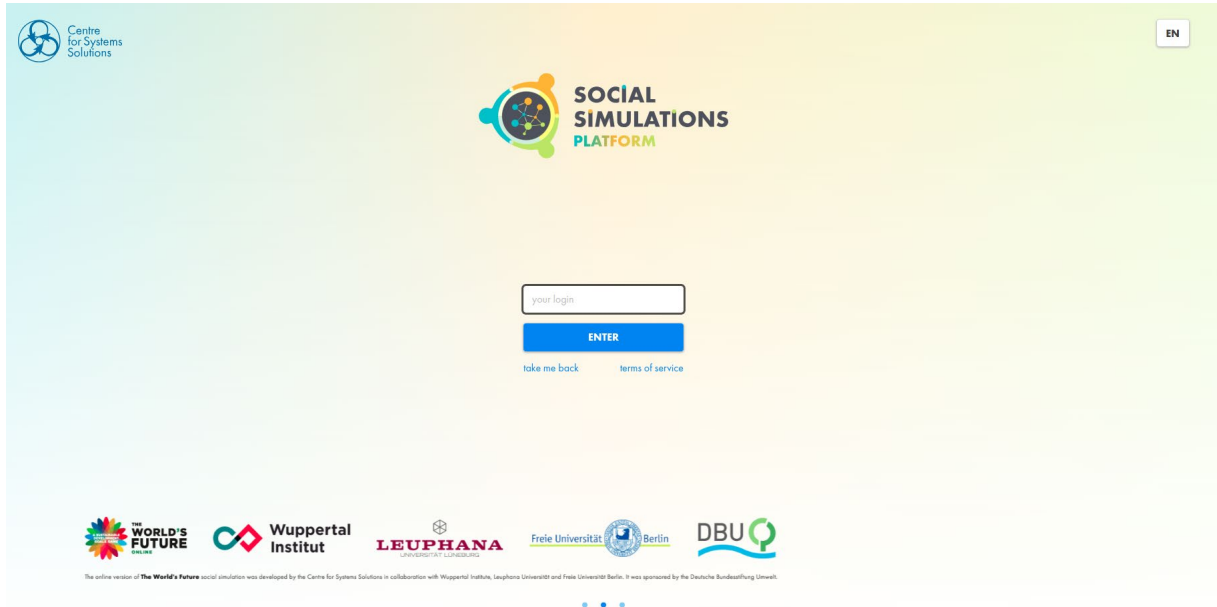 Centre
for Systems
Solutions
EN
SOCIAL
SIMULATIONS
PLATFORM
your login
ENTER
take me back
terms of service
THE
WORLD'S
FUTURE
ONLINE
Wuppertal
Institut
LEUPHANA
UNIVERSITÄT LÜNEBURG
Freie Universität Berlin
DBU
The online version of The World's Future social simulation was developed by the Centre for Systems Solutions in collaboration with Wuppertal Institute, Leuphana Universität and Freie Universität Berlin. It was sponsored by the Deutsche Bundesstiftung Umwelt.